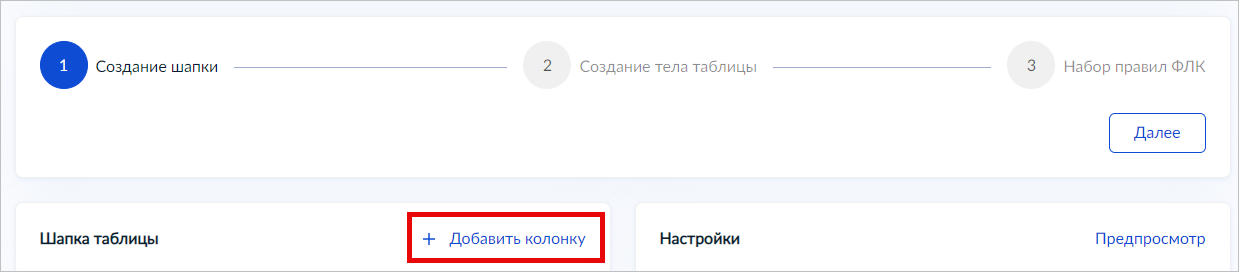 1 Создание шапки 2 Создание тела таблицы 3 Набор правил ФЛК
Далее
Шапка таблицы + Добавить колонку Настройки Предпросмотр